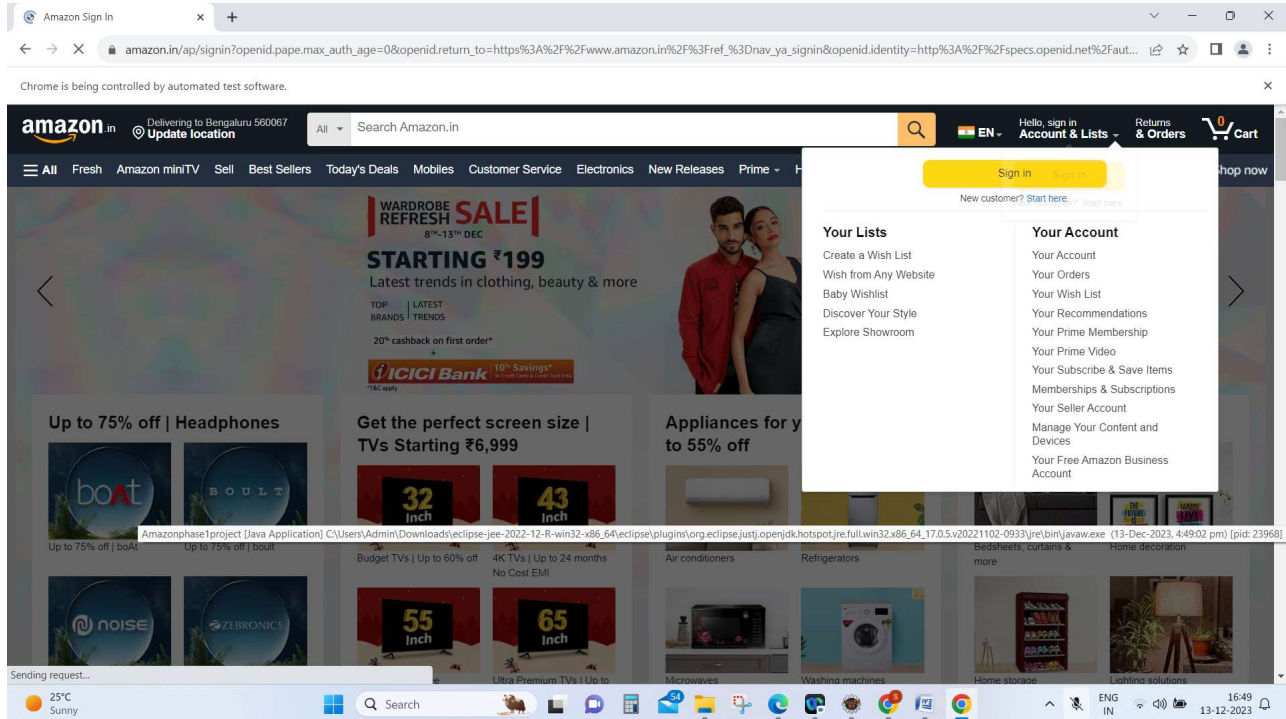 Amazon Sign In
amazon.in/ap/signin?openid.pape.max_auth_age=0&openid.return_to=https%3A%2F%2Fwww.amazon.in%2F%3Fref_%3Dnav_ya_signin&openid.identity=http%3A%2F%2Fspecs.openid.net%2Faut...
Chrome is being controlled by automated test software.
amazon.in
Delivering to Bengaluru 560067
Update location
All
Search Amazon.in
EN
Hello, sign in
Account & Lists
Returns
& Orders
0
Cart
All Fresh Amazon miniTV Sell Best Sellers Today's Deals Mobiles Customer Service Electronics New Releases Prime H
Shop now
Sign in
Sign in
New customer? Start here.
Start here.
Your Lists
Create a Wish List
Wish from Any Website
Baby Wishlist
Discover Your Style
Explore Showroom
Your Account
Your Account
Your Orders
Your Wish List
Your Recommendations
Your Prime Membership
Your Prime Video
Your Subscribe & Save Items
Memberships & Subscriptions
Your Seller Account
Manage Your Content and
Devices
Your Free Amazon Business
Account
WARDROBE
REFRESH SALE
8TH-13TH DEC
STARTING ₹199
Latest trends in clothing, beauty & more
TOP
BRANDS
LATEST
TRENDS
20% cashback on first order*
+
ICICI Bank
10% Savings*
*T&C apply
Up to 75% off | Headphones
boAt
BOULT
Up to 75% off | boAt
Up to 75% off | boult
noise
ZEBRONICS
Get the perfect screen size |
TVs Starting ₹6,999
32
Inch
43
Inch
Budget TVs | Up to 60% off
4K TVs | Up to 24 months
No Cost EMI
55
Inch
65
Inch
Ultra Premium TVs | Up to
Appliances for y
to 55% off
Air conditioners
Refrigerators
Microwaves
Washing machines
Bedsheets, curtains &
more
Home decoration
Home storage
Lighting solutions
Amazonphase1project [Java Application] C:\Users\Admin\Downloads\eclipse-jee-2022-12-R-win32-x86_64\eclipse\plugins\org.eclipse.justj.openjdk.hotspot.jre.full.win32.x86_64_17.0.5.v20221102-0933\jre\bin\javaw.exe (13-Dec-2023, 4:49:02 pm) [pid: 23968]
Sending request...
25°C
Sunny
Search
54
ENG
IN
16:49
13-12-2023